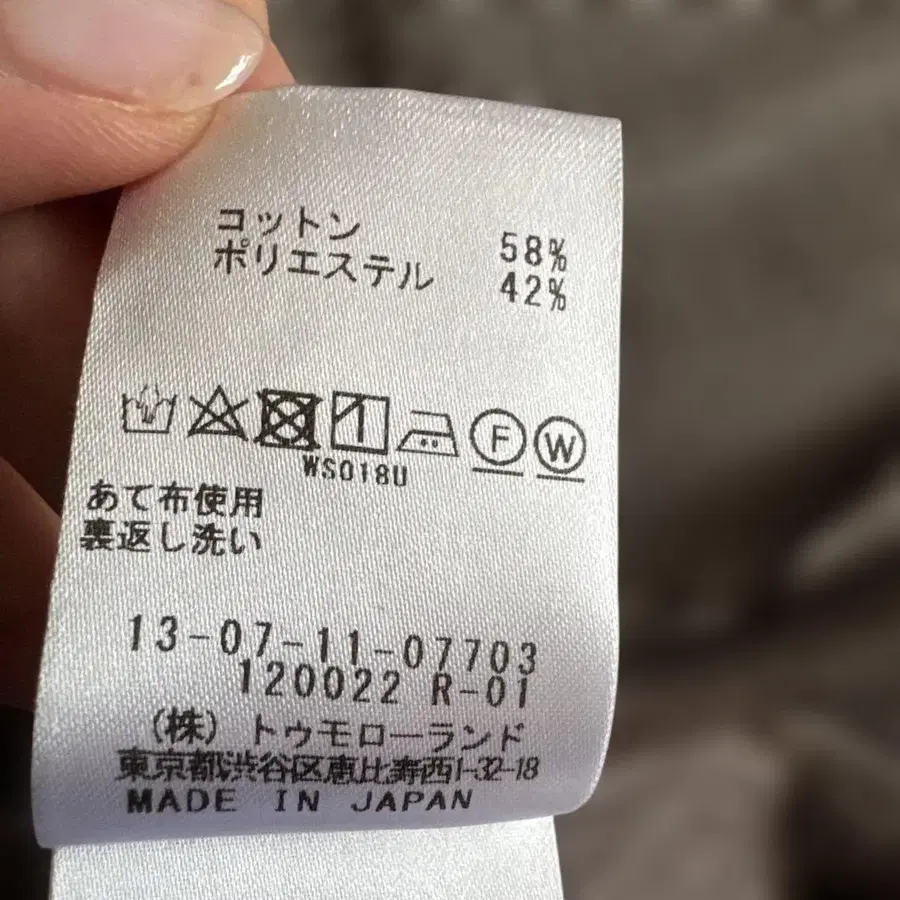 コットン 58%
ポリエステル 42%
F W
WS018U
あて布使用
裏返し洗い
13-07-11-07703
120022 R-01
(株) トゥモローランド
東京都渋谷区恵比寿西1-32-18
MADE IN JAPAN